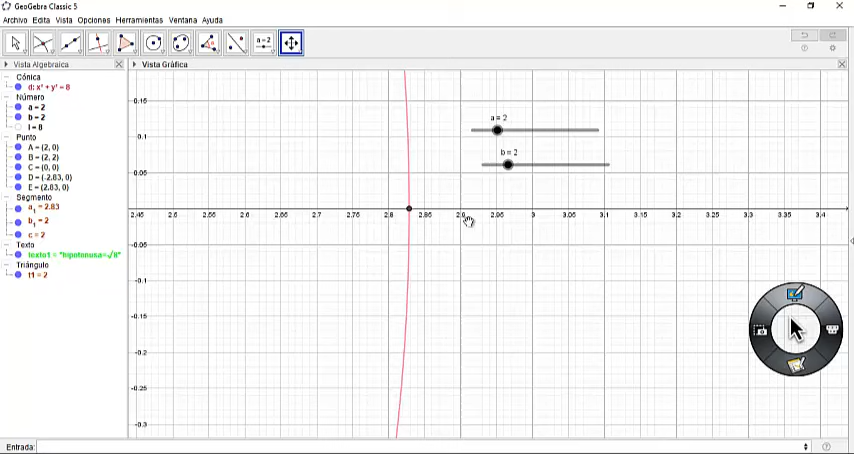 GeoGebra Classic 5
Archivo Edita Vista Opciones Herramientas Ventana Ayuda
a = 2
Vista Algebraica
Vista Gráfica
Cónica
d: x² + y² = 8
Número
a = 2
b = 2
l = 8
Punto
A = (2, 0)
B = (2, 2)
C = (0, 0)
D = (-2.83, 0)
E = (2.83, 0)
Segmento
a₁ = 2.83
b₁ = 2
c = 2
Texto
texto1 = "hipotenusa=√8"
Triángulo
t1 = 2
a = 2
b = 2
0.15
0.1
0.05
2.45 2.5 2.55 2.6 2.65 2.7 2.75 2.8 2.85 2.9 2.95 3 3.05 3.1 3.15 3.2 3.25 3.3 3.35 3.4
-0.05
-0.1
-0.15
-0.2
-0.25
-0.3
Entrada: